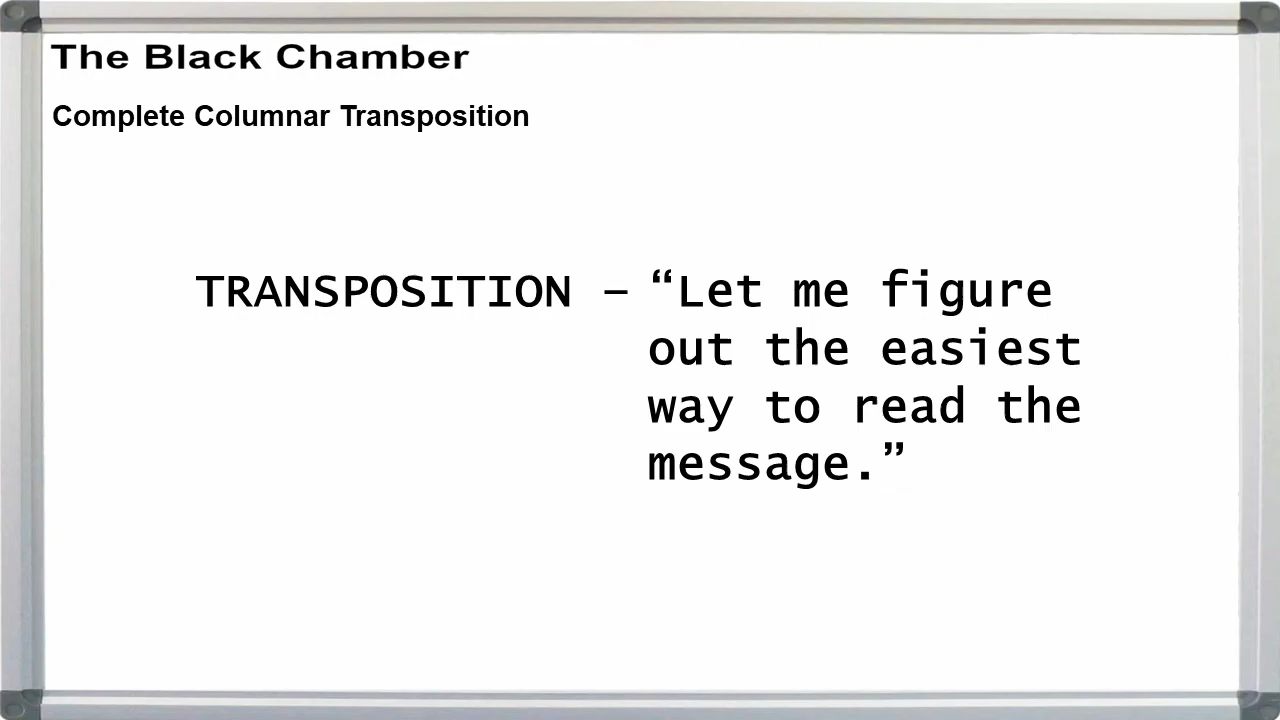 The Black Chamber
Complete Columnar Transposition
TRANSPOSITION – “Let me figure
out the easiest
way to read the
message.”